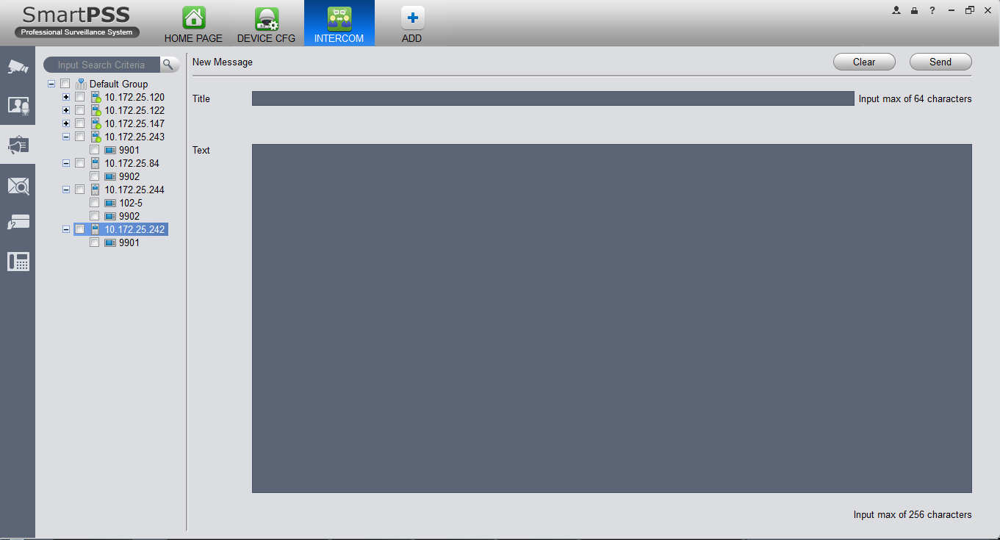 SmartPSS
Professional Surveillance System
HOME PAGE
DEVICE CFG
INTERCOM
ADD
?
Input Search Criteria
Default Group
10.172.25.120
10.172.25.122
10.172.25.147
10.172.25.243
9901
10.172.25.84
9902
10.172.25.244
102-5
9902
10.172.25.242
9901
New Message
Clear
Send
Title
Input max of 64 characters
Text
Input max of 256 characters